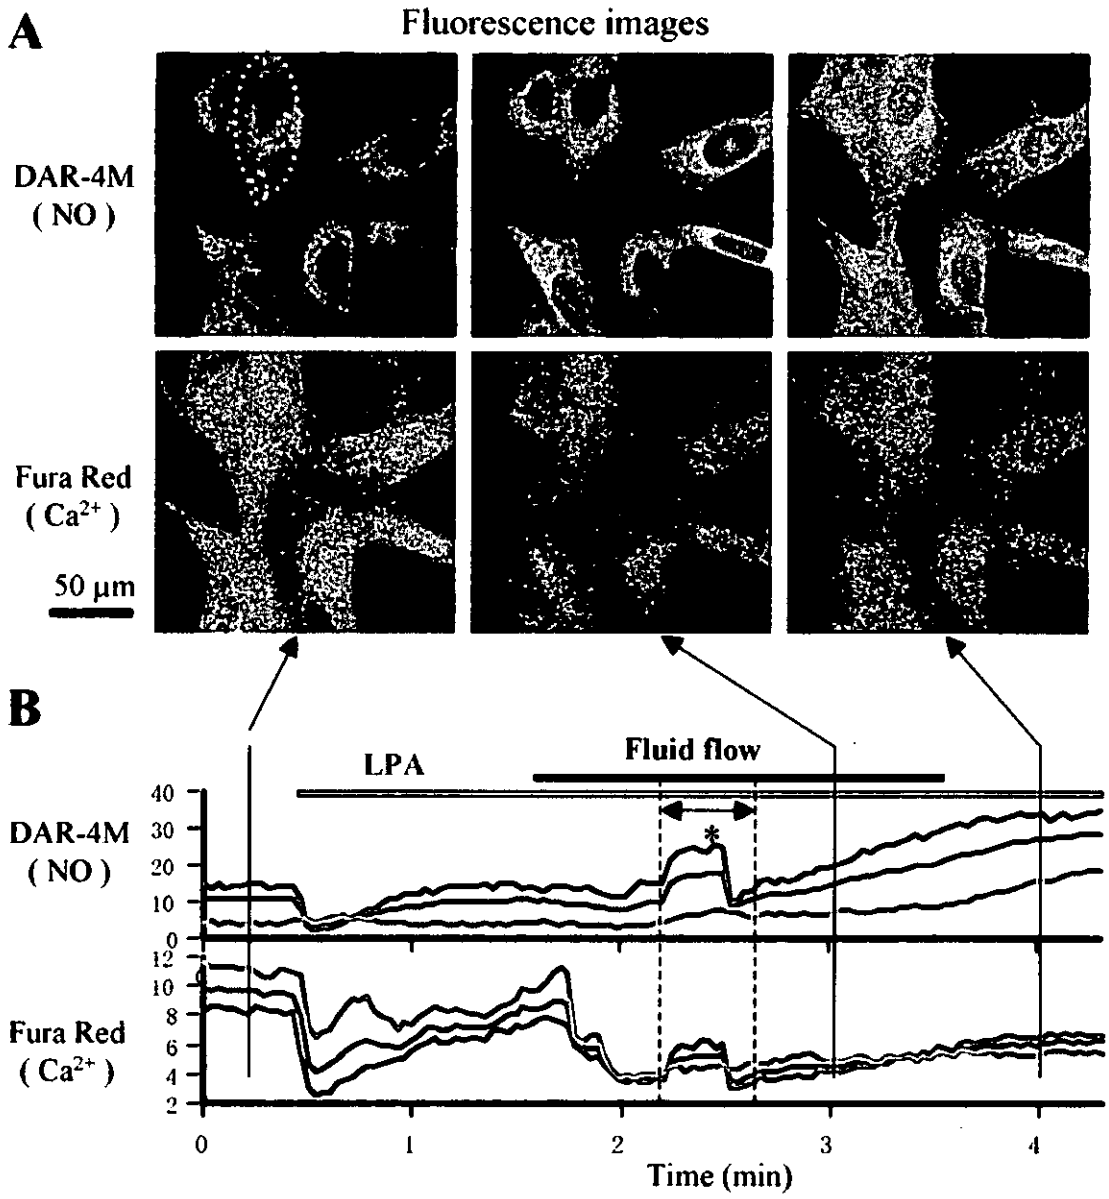 A
Fluorescence images
DAR-4M
( NO )
Fura Red
( Ca²⁺ )
50 µm
B
Fluid flow
LPA
*
DAR-4M
( NO )
40
30
20
10
0
Fura Red
( Ca²⁺ )
12
10
8
6
4
2
0 1 2 3 4
Time (min)